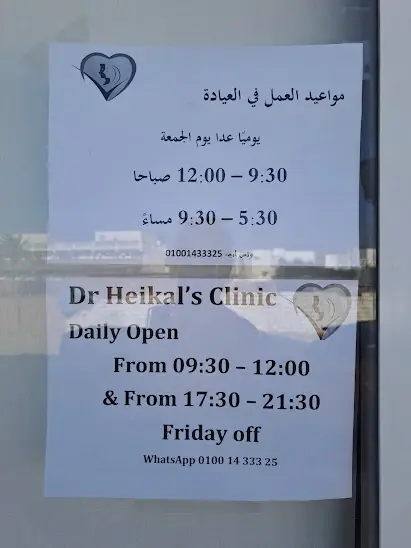 مواعيد العمل في العيادة
يوميًا عدا يوم الجمعة
9:30 – 12:00 صباحا
5:30 – 9:30 مساءً
01001433325
Dr Heikal's Clinic
Daily Open
From 09:30 – 12:00
& From 17:30 – 21:30
Friday off
WhatsApp 0100 14 333 25